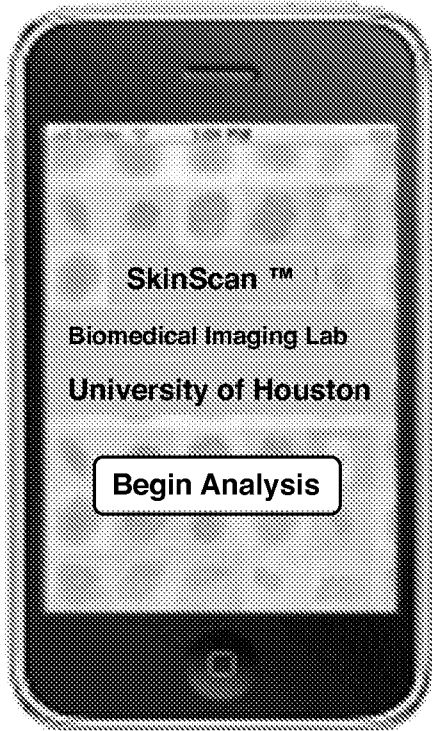 SkinScan ™
Biomedical Imaging Lab
University of Houston
Begin Analysis